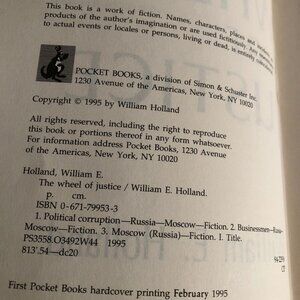 This book is a work of fiction. Names, characters, places and
products of the author's imagination or are used fictitiously. Any
to actual events or locales or persons, living or dead, is entirely
POCKET BOOKS, a division of Simon & Schuster Inc.
1230 Avenue of the Americas, New York, NY 10020
Copyright © 1995 by William Holland
All rights reserved, including the right to reproduce
this book or portions thereof in any form whatsoever.
For information address Pocket Books, 1230 Avenue
of the Americas, New York, NY 10020
Holland, William E.
The wheel of justice / William E. Holland.
p. cm.
ISBN 0-671-79953-3
1. Political corruption—Russia—Moscow—Fiction. 2. Businessmen—
Moscow—Fiction. 3. Moscow (Russia)—Fiction. I. Title.
PS3558.O3492W44 1995
813'.54—dc20
CIP
First Pocket Books hardcover printing February 1995